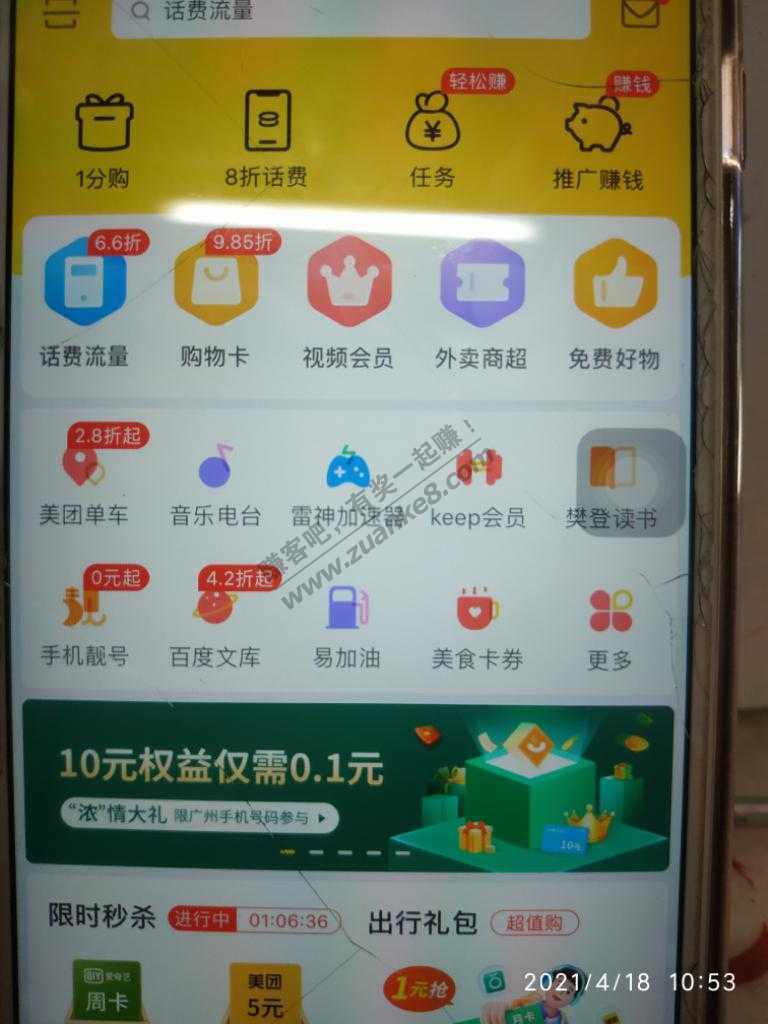 话费流量
轻松赚
赚钱
1分购
8折话费
任务
推广赚钱
6.6折
9.85折
话费流量
购物卡
视频会员
外卖商超
免费好物
2.8折起
美团单车
音乐电台
雷神加速器
keep会员
樊登读书
赚客吧，有奖一起赚！
www.zuanke8.com
0元起
4.2折起
手机靓号
百度文库
易加油
美食卡券
更多
10元权益仅需0.1元
“浓”情大礼 限广州手机号码参与
限时秒杀
进行中 01:06:36
出行礼包
超值购
爱奇艺
周卡
美团
5元
1元抢
月卡
2021/4/18 10:53